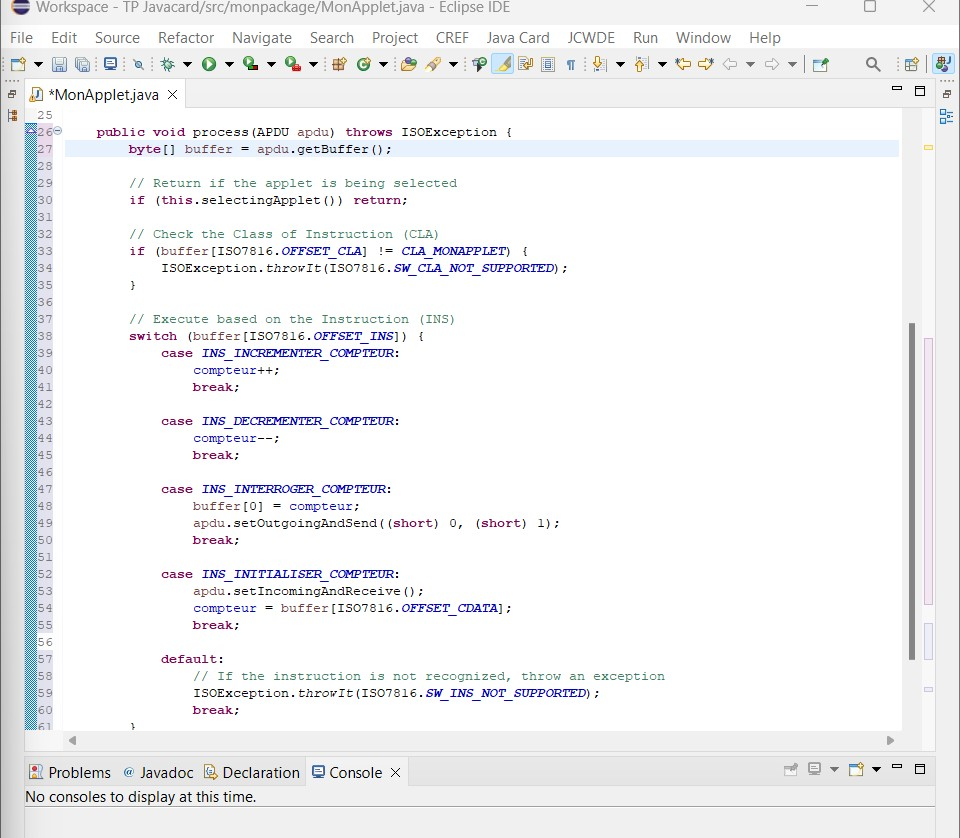 Workspace - TP Javacard/src/monpackage/MonApplet.java - Eclipse IDE
File Edit Source Refactor Navigate Search Project CREF Java Card JCWDE Run Window Help
*MonApplet.java
25
26 public void process(APDU apdu) throws ISOException {
27 byte[] buffer = apdu.getBuffer();
28
29 // Return if the applet is being selected
30 if (this.selectingApplet()) return;
31
32 // Check the Class of Instruction (CLA)
33 if (buffer[ISO7816.OFFSET_CLA] != CLA_MONAPPLET) {
34 ISOException.throwIt(ISO7816.SW_CLA_NOT_SUPPORTED);
35 }
36
37 // Execute based on the Instruction (INS)
38 switch (buffer[ISO7816.OFFSET_INS]) {
39 case INS_INCREMENTER_COMPTEUR:
40 compteur++;
41 break;
42
43 case INS_DECREMENTER_COMPTEUR:
44 compteur--;
45 break;
46
47 case INS_INTERROGER_COMPTEUR:
48 buffer[0] = compteur;
49 apdu.setOutgoingAndSend((short) 0, (short) 1);
50 break;
51
52 case INS_INITIALISER_COMPTEUR:
53 apdu.setIncomingAndReceive();
54 compteur = buffer[ISO7816.OFFSET_CDATA];
55 break;
56
57 default:
58 // If the instruction is not recognized, throw an exception
59 ISOException.throwIt(ISO7816.SW_INS_NOT_SUPPORTED);
60 break;
61 }
Problems Javadoc Declaration Console
No consoles to display at this time.